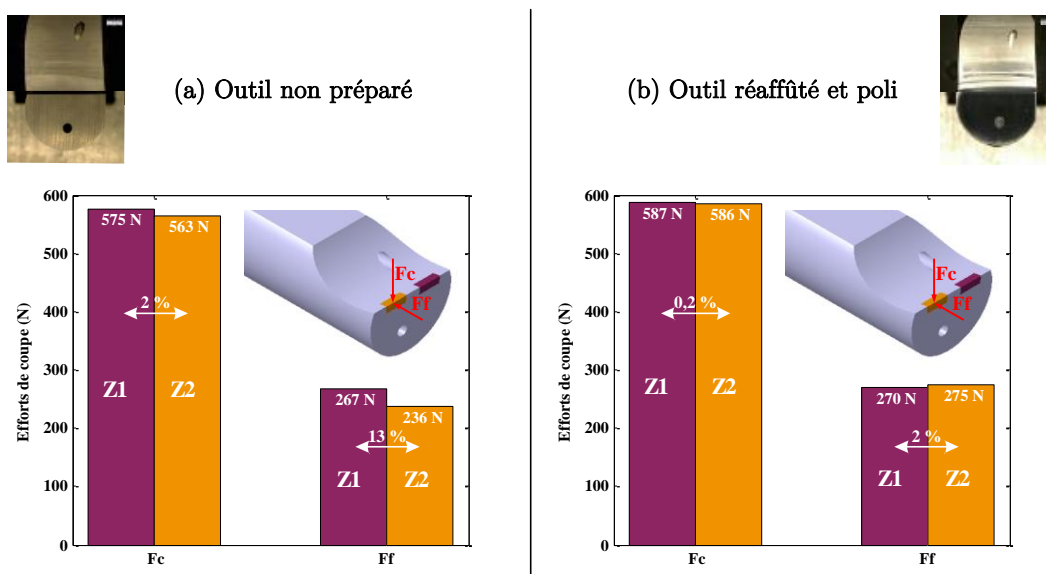 (a) Outil non préparé
600
500
400
300
200
100
0
Efforts de coupe (N)
575 N
563 N
2 %
Z1
Z2
267 N
236 N
13 %
Z1
Z2
Fc
Ff
Fc
Ff
(b) Outil réaffûté et poli
600
500
400
300
200
100
0
Efforts de coupe (N)
587 N
586 N
0,2 %
Z1
Z2
270 N
275 N
2 %
Z1
Z2
Fc
Ff
Fc
Ff